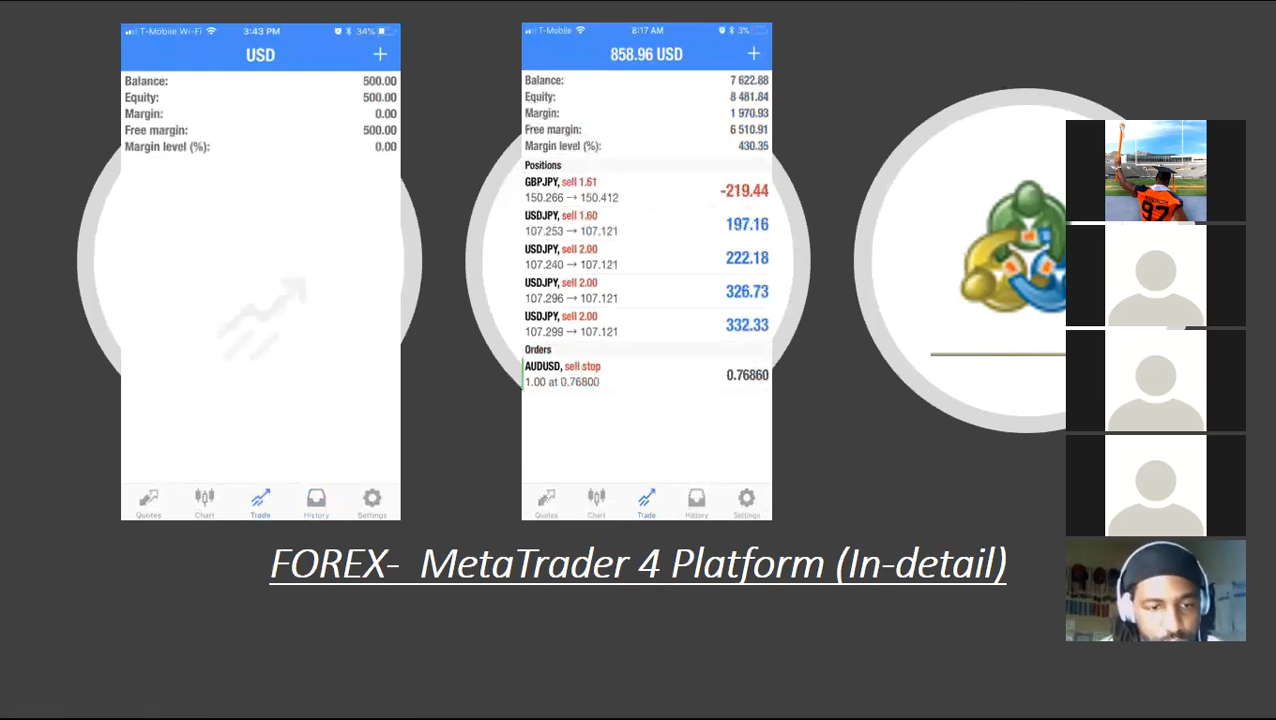 T-Mobile Wi-Fi 3:43 PM 34%
USD +
Balance: 500.00
Equity: 500.00
Margin: 0.00
Free margin: 500.00
Margin level (%): 0.00
Quotes Chart Trade History Settings
T-Mobile 8:17 AM 3%
858.96 USD +
Balance: 7 622.88
Equity: 8 481.84
Margin: 1 970.93
Free margin: 6 510.91
Margin level (%): 430.35
Positions
GBPJPY, sell 1.61
150.266 → 150.412 -219.44
USDJPY, sell 1.60
107.253 → 107.121 197.16
USDJPY, sell 2.00
107.240 → 107.121 222.18
USDJPY, sell 2.00
107.296 → 107.121 326.73
USDJPY, sell 2.00
107.299 → 107.121 332.33
Orders
AUDUSD, sell stop
1.00 at 0.76800 0.76860
Quotes Chart Trade History Settings
FOREX- MetaTrader 4 Platform (In-detail)
97